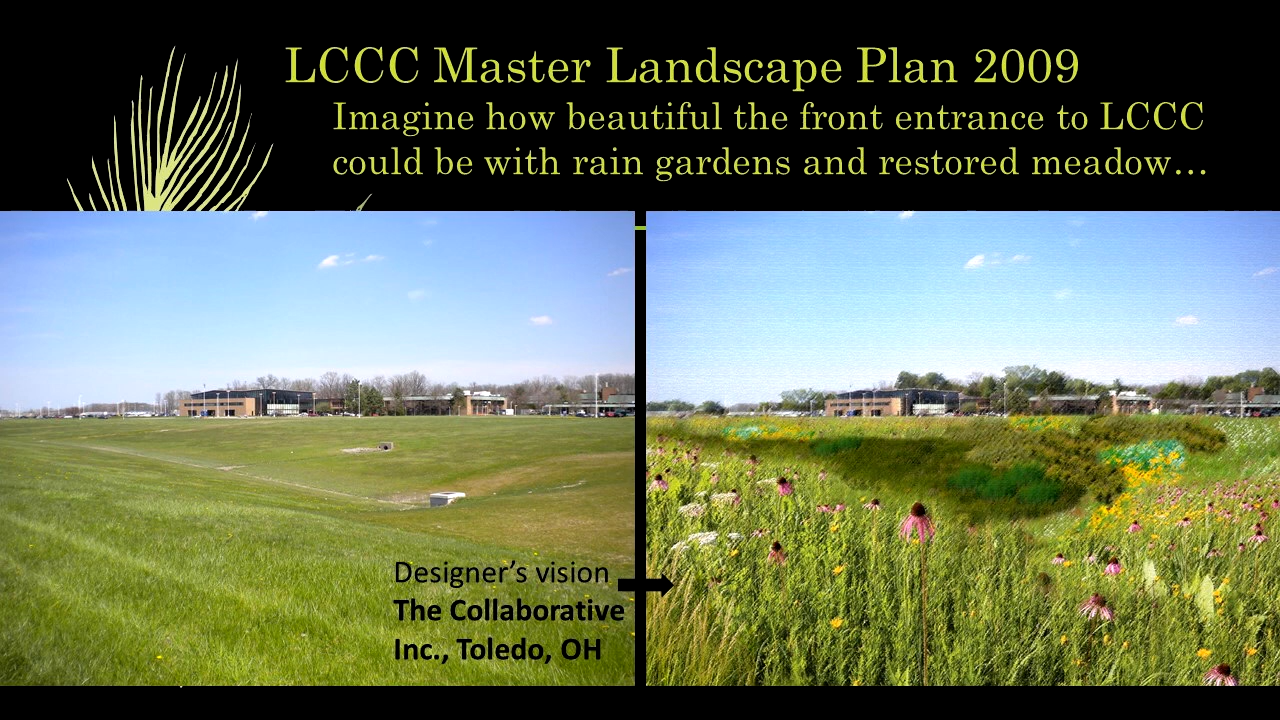 LCCC Master Landscape Plan 2009
Imagine how beautiful the front entrance to LCCC
could be with rain gardens and restored meadow…
Designer’s vision
The Collaborative
Inc., Toledo, OH